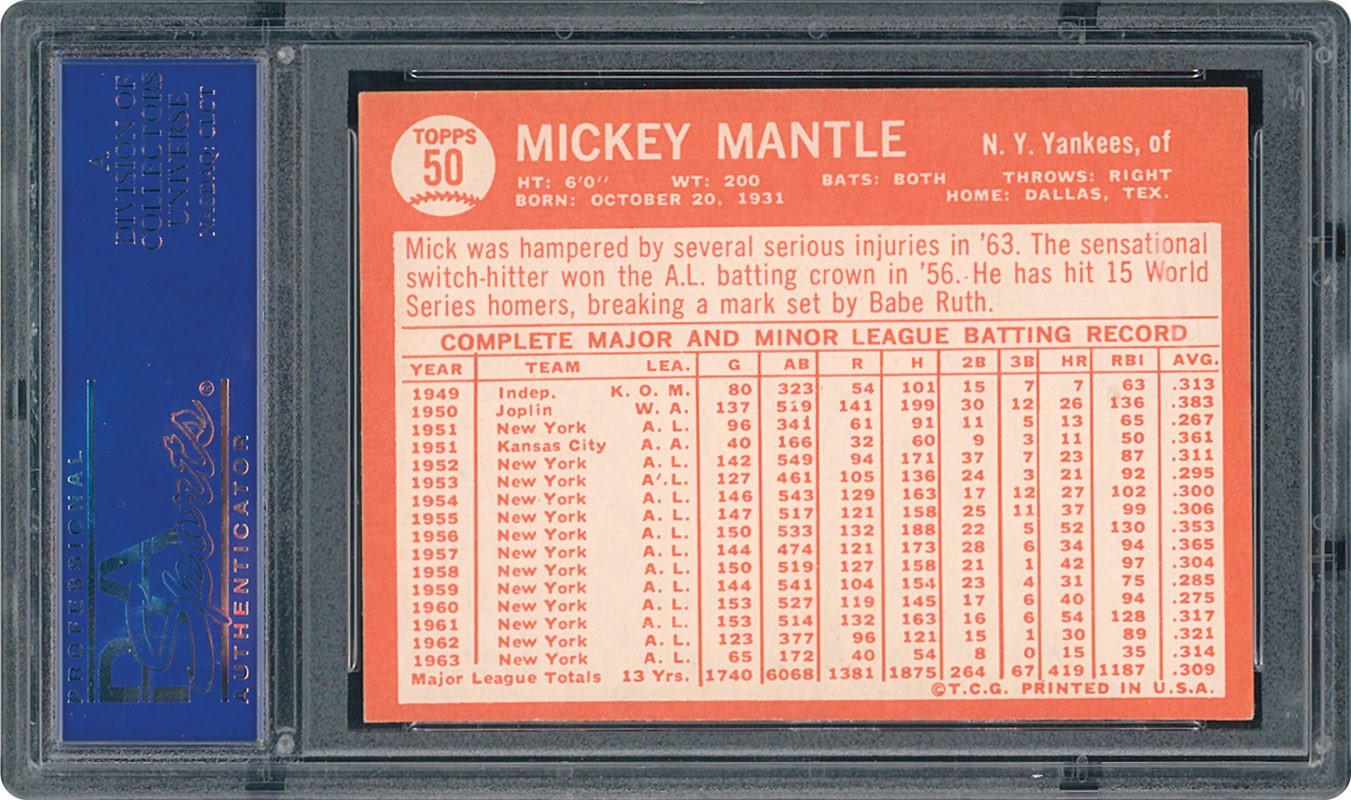 A
DIVISION OF
COLLECTORS
UNIVERSE
NASDAQ: CLCT
PROFESSIONAL
PSA
Sports®
AUTHENTICATOR
TOPPS
50
MICKEY MANTLE
N. Y. Yankees, of
HT: 6'0'' WT: 200 BATS: BOTH THROWS: RIGHT
BORN: OCTOBER 20, 1931 HOME: DALLAS, TEX.
Mick was hampered by several serious injuries in '63. The sensational
switch-hitter won the A.L. batting crown in '56. He has hit 15 World
Series homers, breaking a mark set by Babe Ruth.
COMPLETE MAJOR AND MINOR LEAGUE BATTING RECORD
YEAR TEAM LEA. G AB R H 2B 3B HR RBI AVG.
1949 Indep. K. O. M. 80 323 54 101 15 7 7 63 .313
1950 Joplin W. A. 137 519 141 199 30 12 26 136 .383
1951 New York A. L. 96 341 61 91 11 5 13 65 .267
1951 Kansas City A. A. 40 166 32 60 9 3 11 50 .361
1952 New York A. L. 142 549 94 171 37 7 23 87 .311
1953 New York A. L. 127 461 105 136 24 3 21 92 .295
1954 New York A. L. 146 543 129 163 17 12 27 102 .300
1955 New York A. L. 147 517 121 158 25 11 37 99 .306
1956 New York A. L. 150 533 132 188 22 5 52 130 .353
1957 New York A. L. 144 474 121 173 28 6 34 94 .365
1958 New York A. L. 150 519 127 158 21 1 42 97 .304
1959 New York A. L. 144 541 104 154 23 4 31 75 .285
1960 New York A. L. 153 527 119 145 17 6 40 94 .275
1961 New York A. L. 153 514 132 163 16 6 54 128 .317
1962 New York A. L. 123 377 96 121 15 1 30 89 .321
1963 New York A. L. 65 172 40 54 8 0 15 35 .314
Major League Totals 13 Yrs. 1740 6068 1381 1875 264 67 419 1187 .309
©T.C.G. PRINTED IN U.S.A.